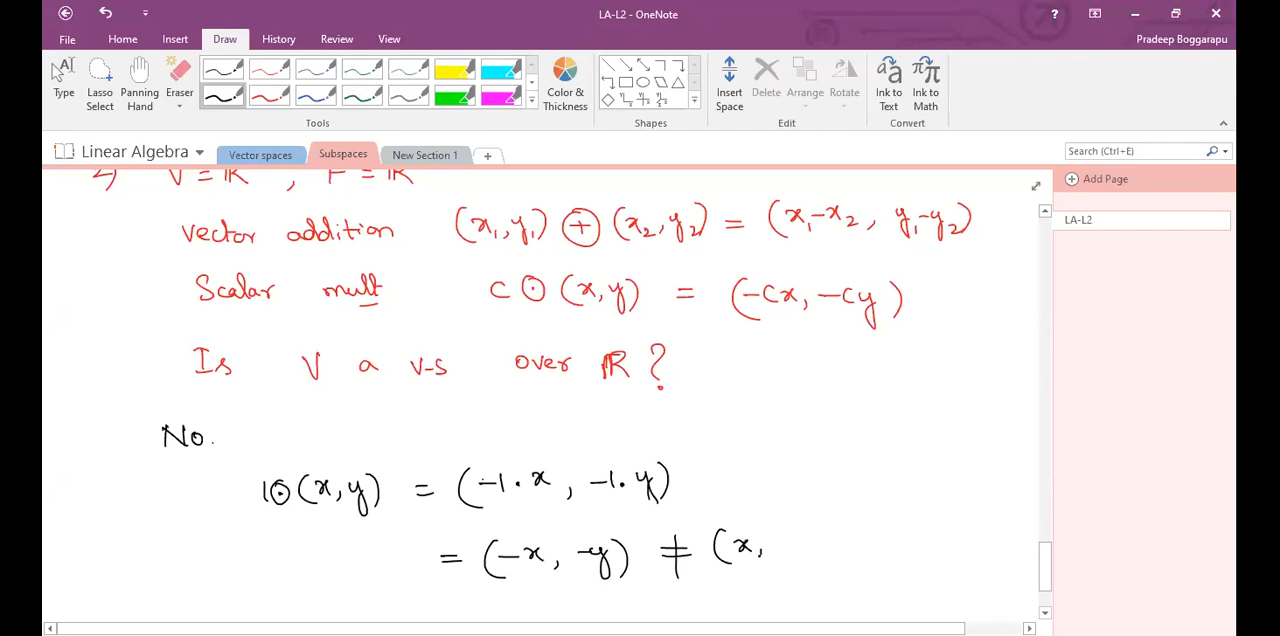 LA-L2 - OneNote
File Home Insert Draw History Review View Pradeep Boggarapu
Type Lasso Select Panning Hand Eraser Color & Thickness Insert Space Delete Arrange Rotate Ink to Text Ink to Math
Tools Shapes Edit Convert
Linear Algebra Vector spaces Subspaces New Section 1 + Search (Ctrl+E)
Add Page
LA-L2
2) V = ℝ , F = ℝ
vector addition (x₁, y₁) ⊕ (x₂, y₂) = (x₁-x₂, y₁-y₂)
Scalar mult c ⊙ (x, y) = (-cx, -cy)
Is V a v-s over ℝ ?
No.
1⊙(x, y) = (-1·x, -1·y)
= (-x, -y) ≠ (x,